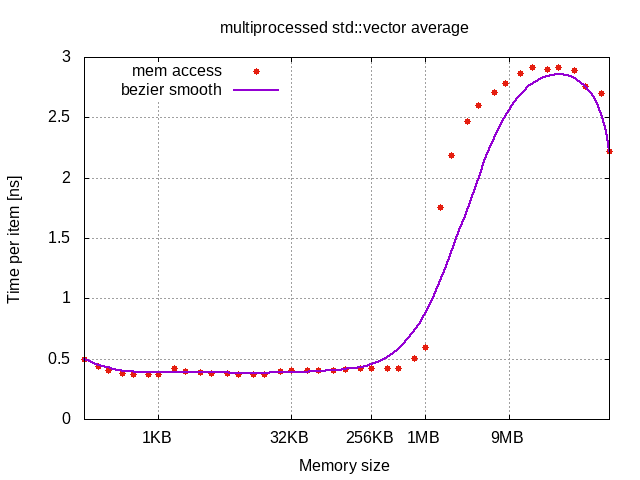 multiprocessed std::vector average
mem access
bezier smooth
3
2.5
2
1.5
1
0.5
0
Time per item [ns]
1KB 32KB 256KB 1MB 9MB
Memory size